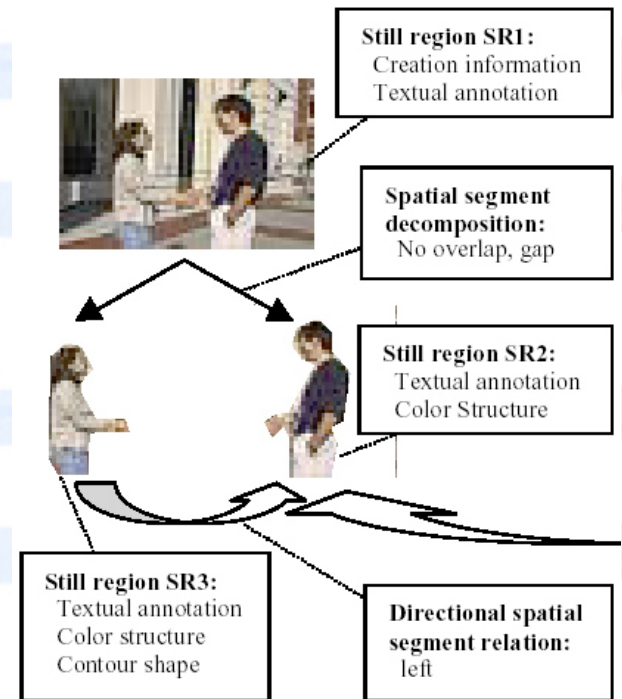 Still region SR1:
Creation information
Textual annotation
Spatial segment
decomposition:
No overlap, gap
Still region SR2:
Textual annotation
Color Structure
Still region SR3:
Textual annotation
Color structure
Contour shape
Directional spatial
segment relation:
left